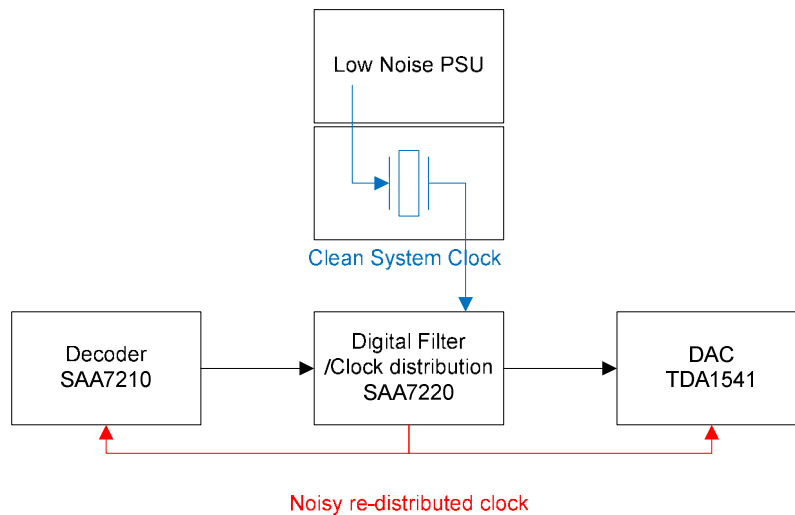 Low Noise PSU
Clean System Clock
Decoder
SAA7210
Digital Filter
/Clock distribution
SAA7220
DAC
TDA1541
Noisy re-distributed clock